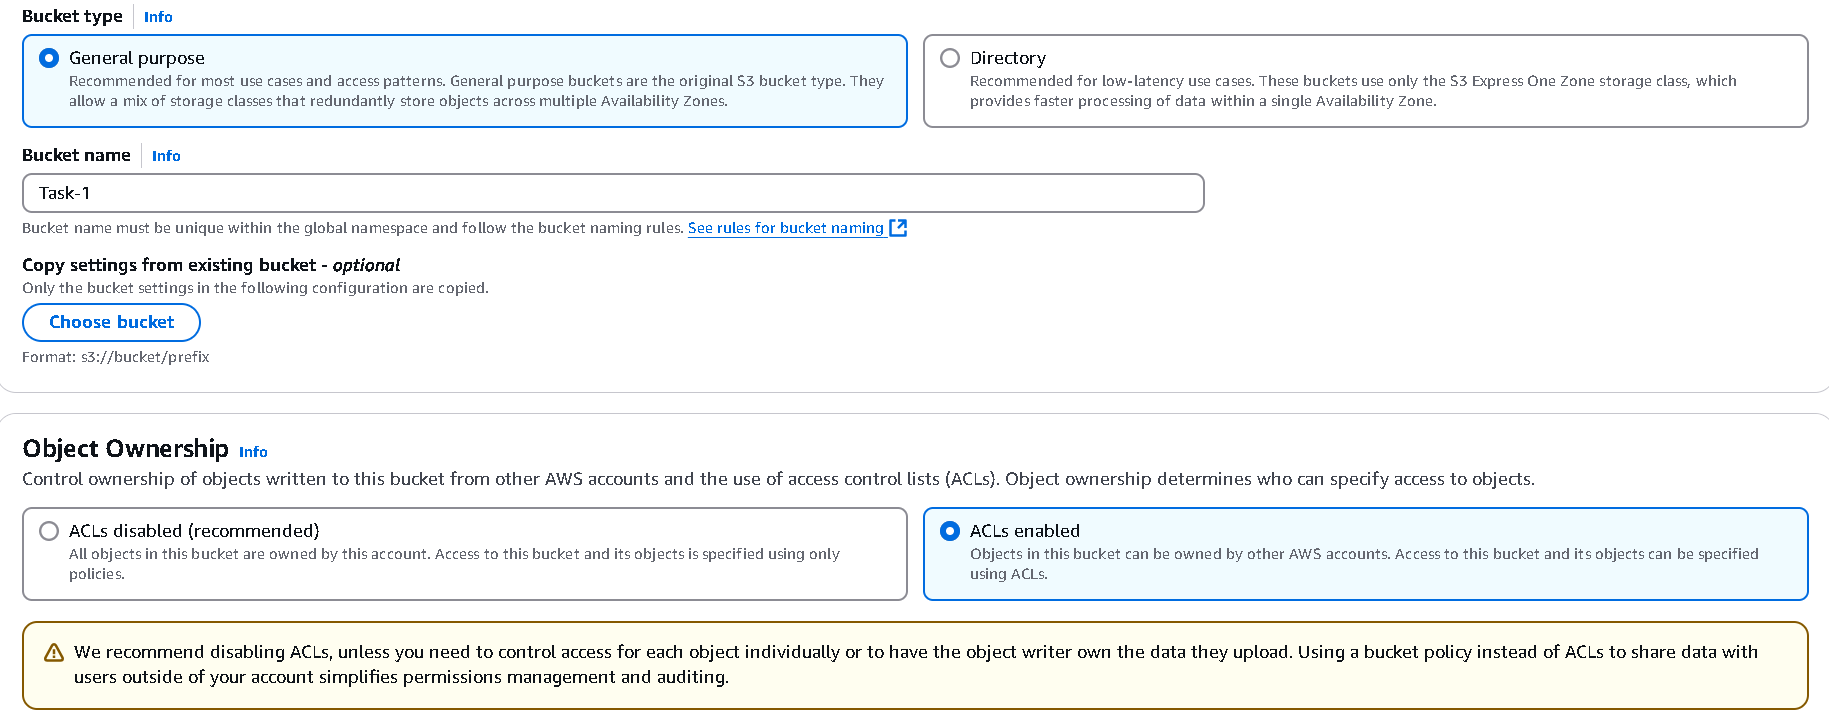 Bucket type Info
General purpose
Recommended for most use cases and access patterns. General purpose buckets are the original S3 bucket type. They
allow a mix of storage classes that redundantly store objects across multiple Availability Zones.
Directory
Recommended for low-latency use cases. These buckets use only the S3 Express One Zone storage class, which
provides faster processing of data within a single Availability Zone.
Bucket name Info
Task-1
Bucket name must be unique within the global namespace and follow the bucket naming rules. See rules for bucket naming
Copy settings from existing bucket - optional
Only the bucket settings in the following configuration are copied.
Choose bucket
Format: s3://bucket/prefix
Object Ownership Info
Control ownership of objects written to this bucket from other AWS accounts and the use of access control lists (ACLs). Object ownership determines who can specify access to objects.
ACLs disabled (recommended)
All objects in this bucket are owned by this account. Access to this bucket and its objects is specified using only
policies.
ACLs enabled
Objects in this bucket can be owned by other AWS accounts. Access to this bucket and its objects can be specified
using ACLs.
We recommend disabling ACLs, unless you need to control access for each object individually or to have the object writer own the data they upload. Using a bucket policy instead of ACLs to share data with
users outside of your account simplifies permissions management and auditing.